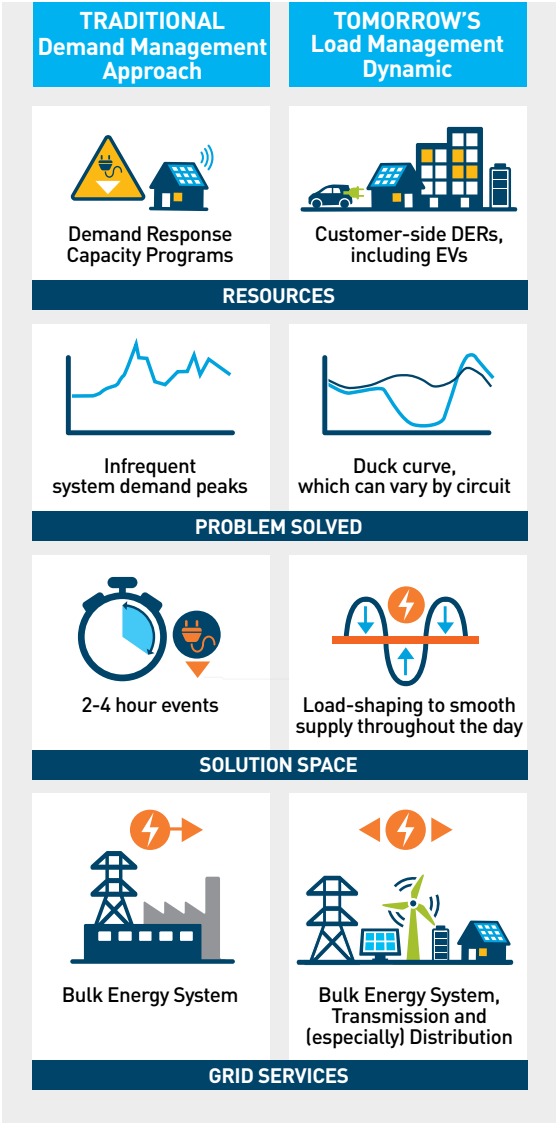 TRADITIONAL
Demand Management
Approach
TOMORROW’S
Load Management
Dynamic
Demand Response
Capacity Programs
Customer-side DERs,
including EVs
RESOURCES
Infrequent
system demand peaks
Duck curve,
which can vary by circuit
PROBLEM SOLVED
2-4 hour events
Load-shaping to smooth
supply throughout the day
SOLUTION SPACE
Bulk Energy System
Bulk Energy System,
Transmission and
(especially) Distribution
GRID SERVICES